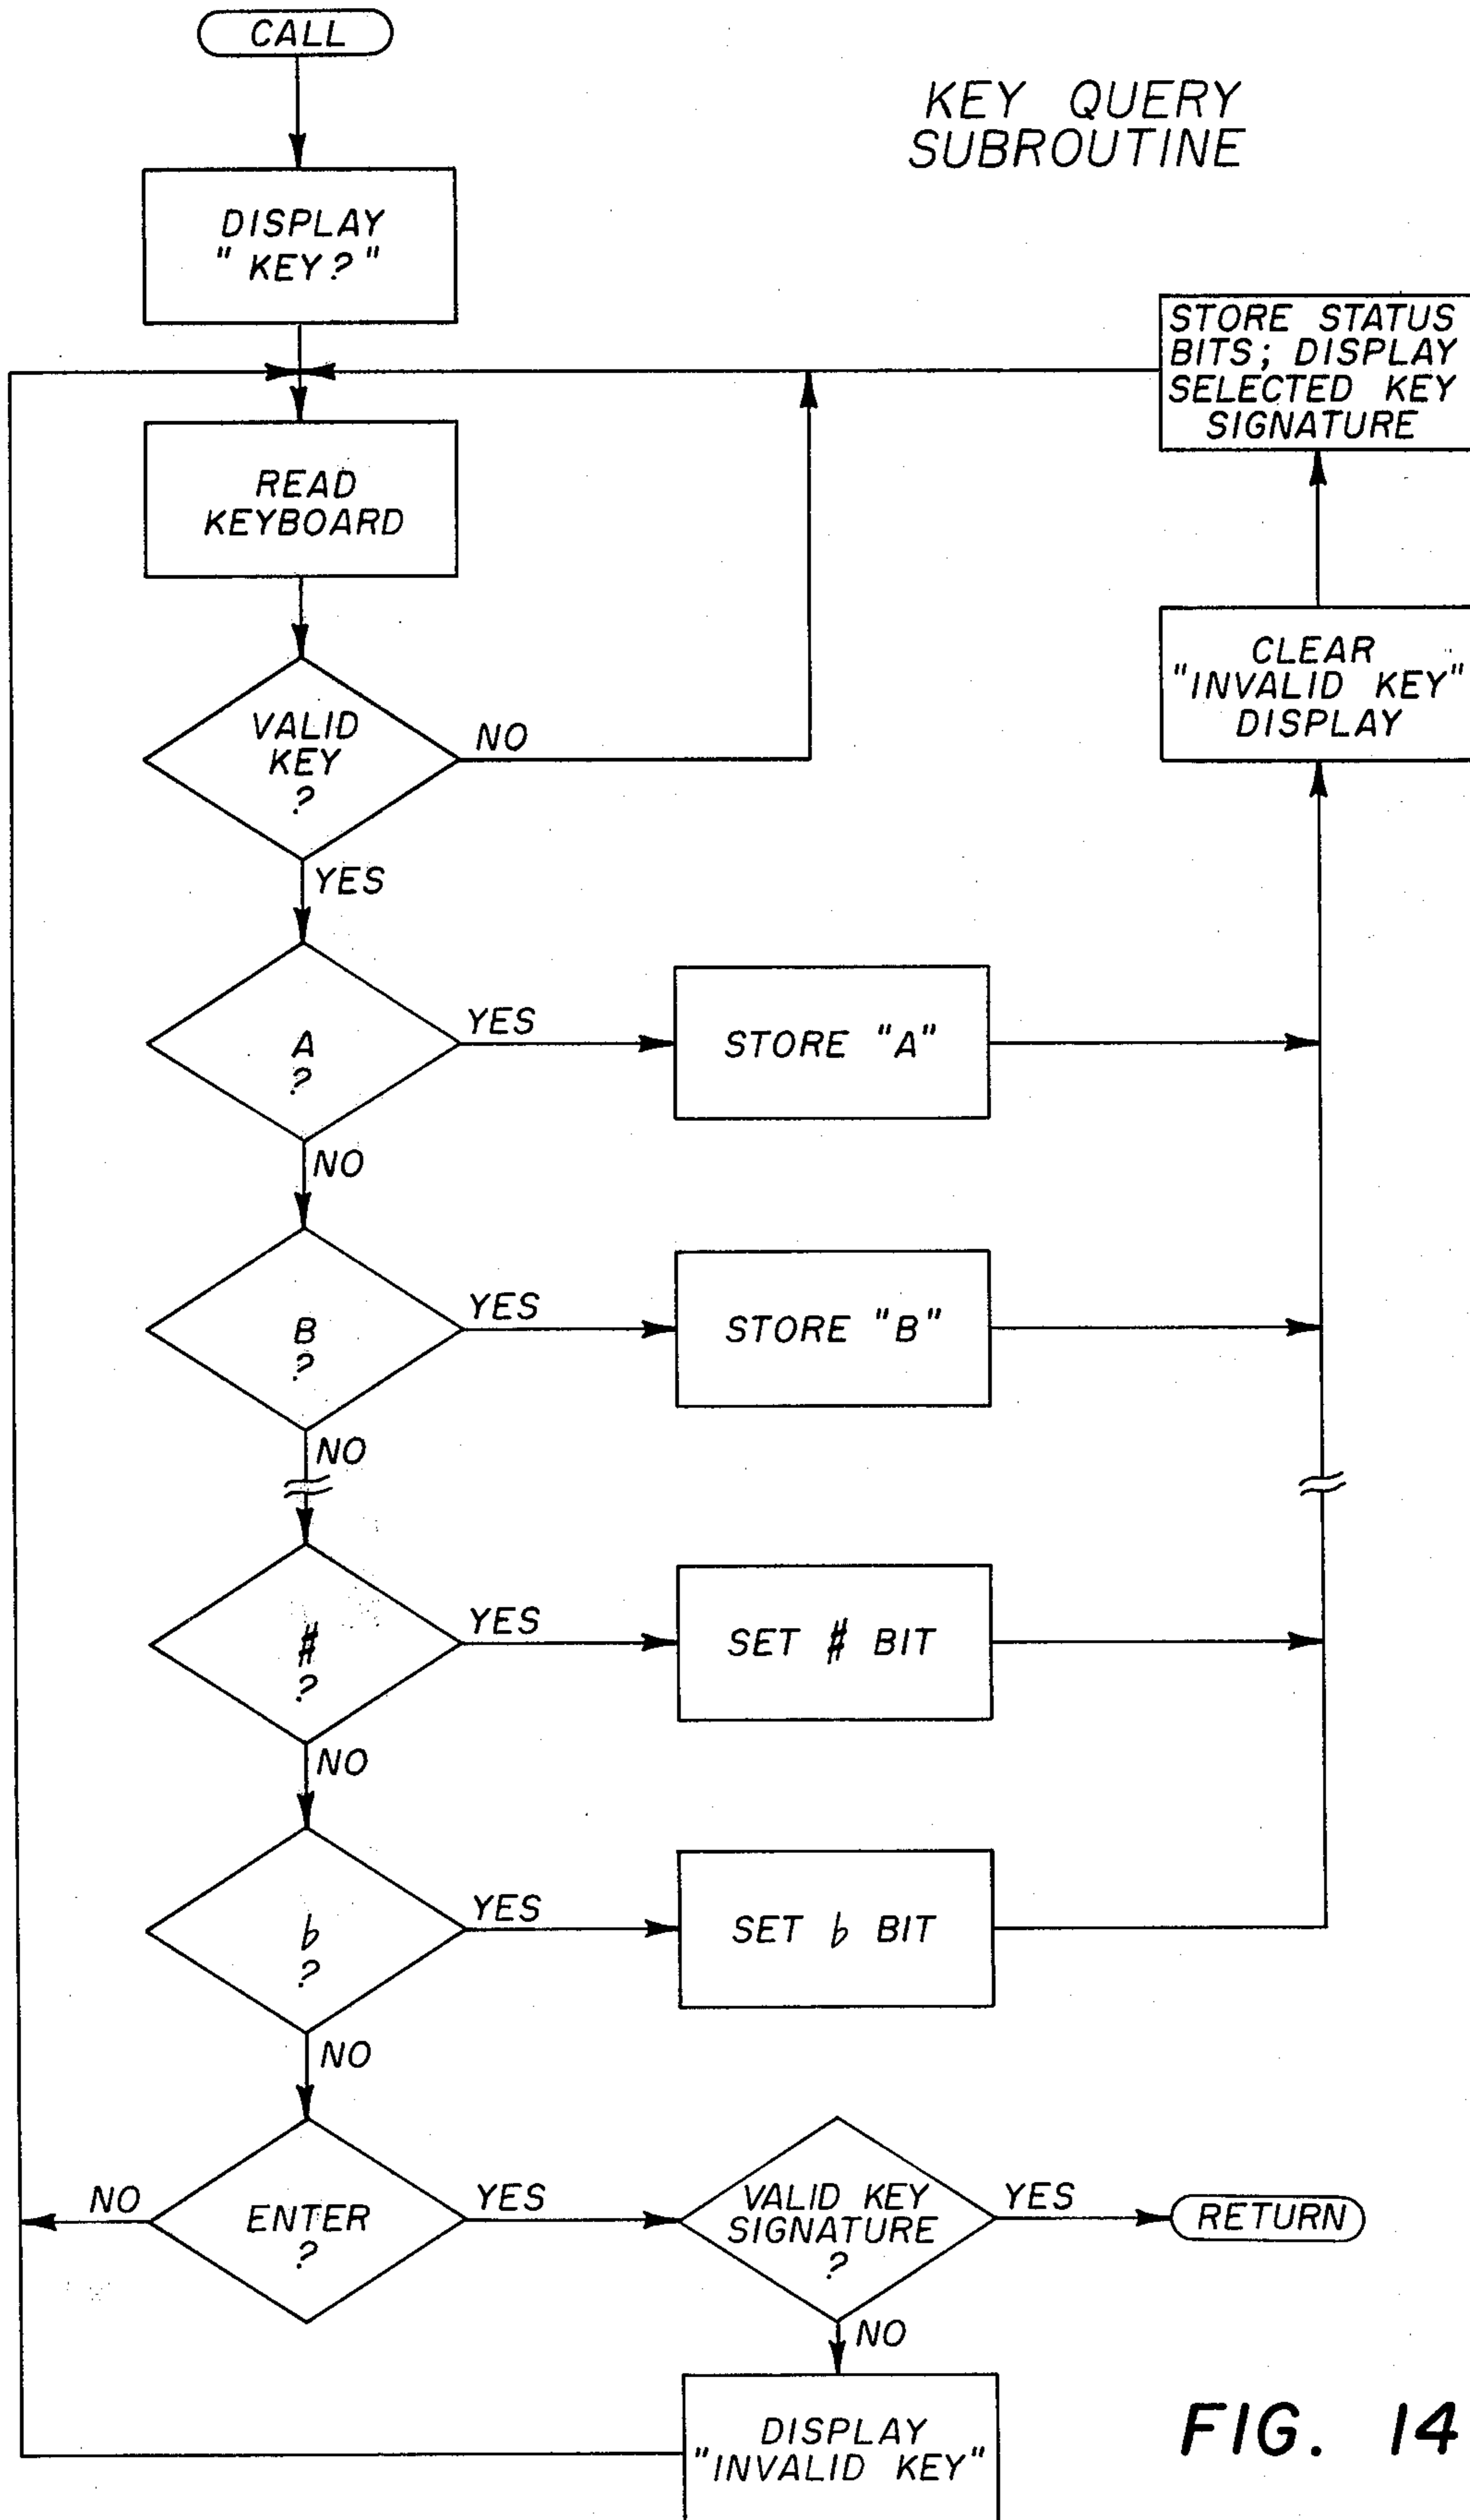 CALL
KEY QUERY
SUBROUTINE
DISPLAY
" KEY ? "
STORE STATUS
BITS; DISPLAY
SELECTED KEY
SIGNATURE
READ
KEYBOARD
CLEAR
"INVALID KEY"
DISPLAY
VALID
KEY
?
NO
YES
A
?
YES
STORE "A"
NO
B
?
YES
STORE "B"
NO
#
?
YES
SET # BIT
NO
♭
?
YES
SET ♭ BIT
NO
NO
ENTER
?
YES
VALID KEY
SIGNATURE
?
YES
RETURN
NO
DISPLAY
"INVALID KEY"
FIG. 14